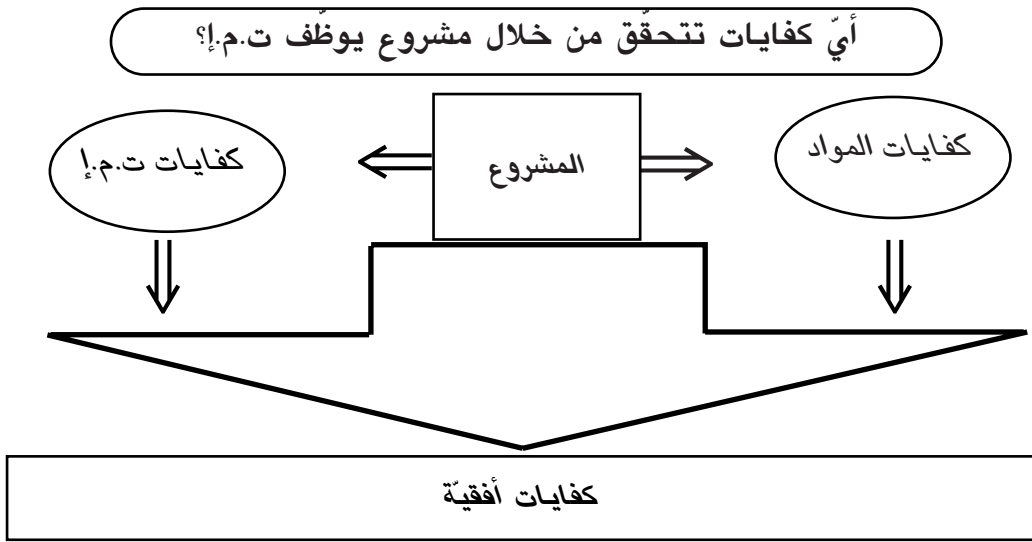 أيّ كفايات تتحقّق من خلال مشروع يوظّف ت.م.إ؟
كفايات المواد
المشروع
كفايات ت.م.إ
كفايات أفقيّة